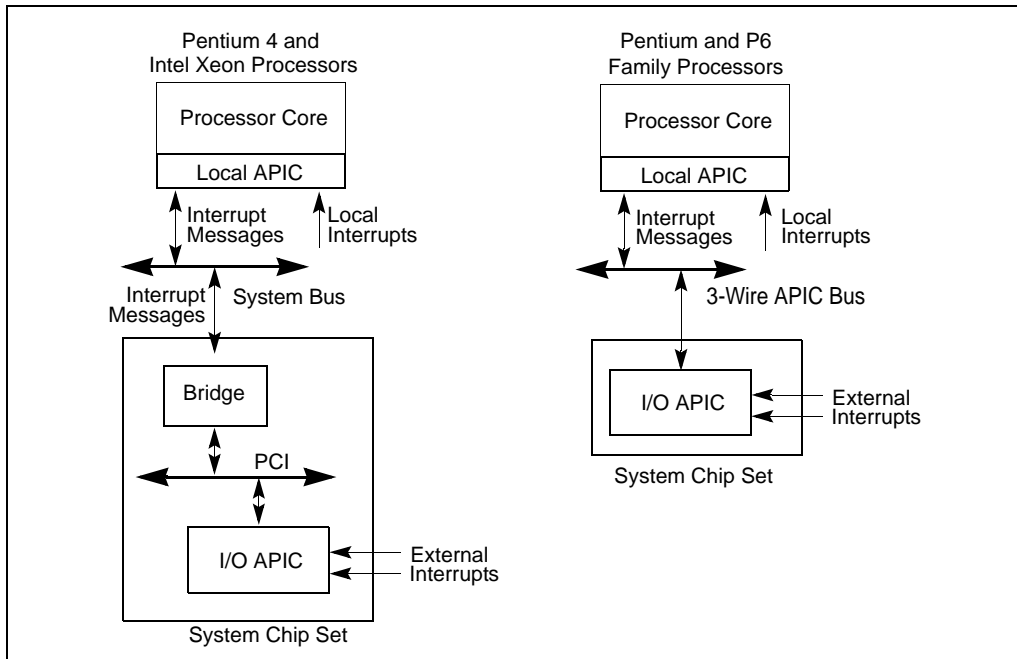 Pentium 4 and
Intel Xeon Processors
Processor Core
Local APIC
Interrupt
Messages
Local
Interrupts
Interrupt
Messages
System Bus
Bridge
PCI
I/O APIC
External
Interrupts
System Chip Set
Pentium and P6
Family Processors
Processor Core
Local APIC
Interrupt
Messages
Local
Interrupts
3-Wire APIC Bus
I/O APIC
External
Interrupts
System Chip Set